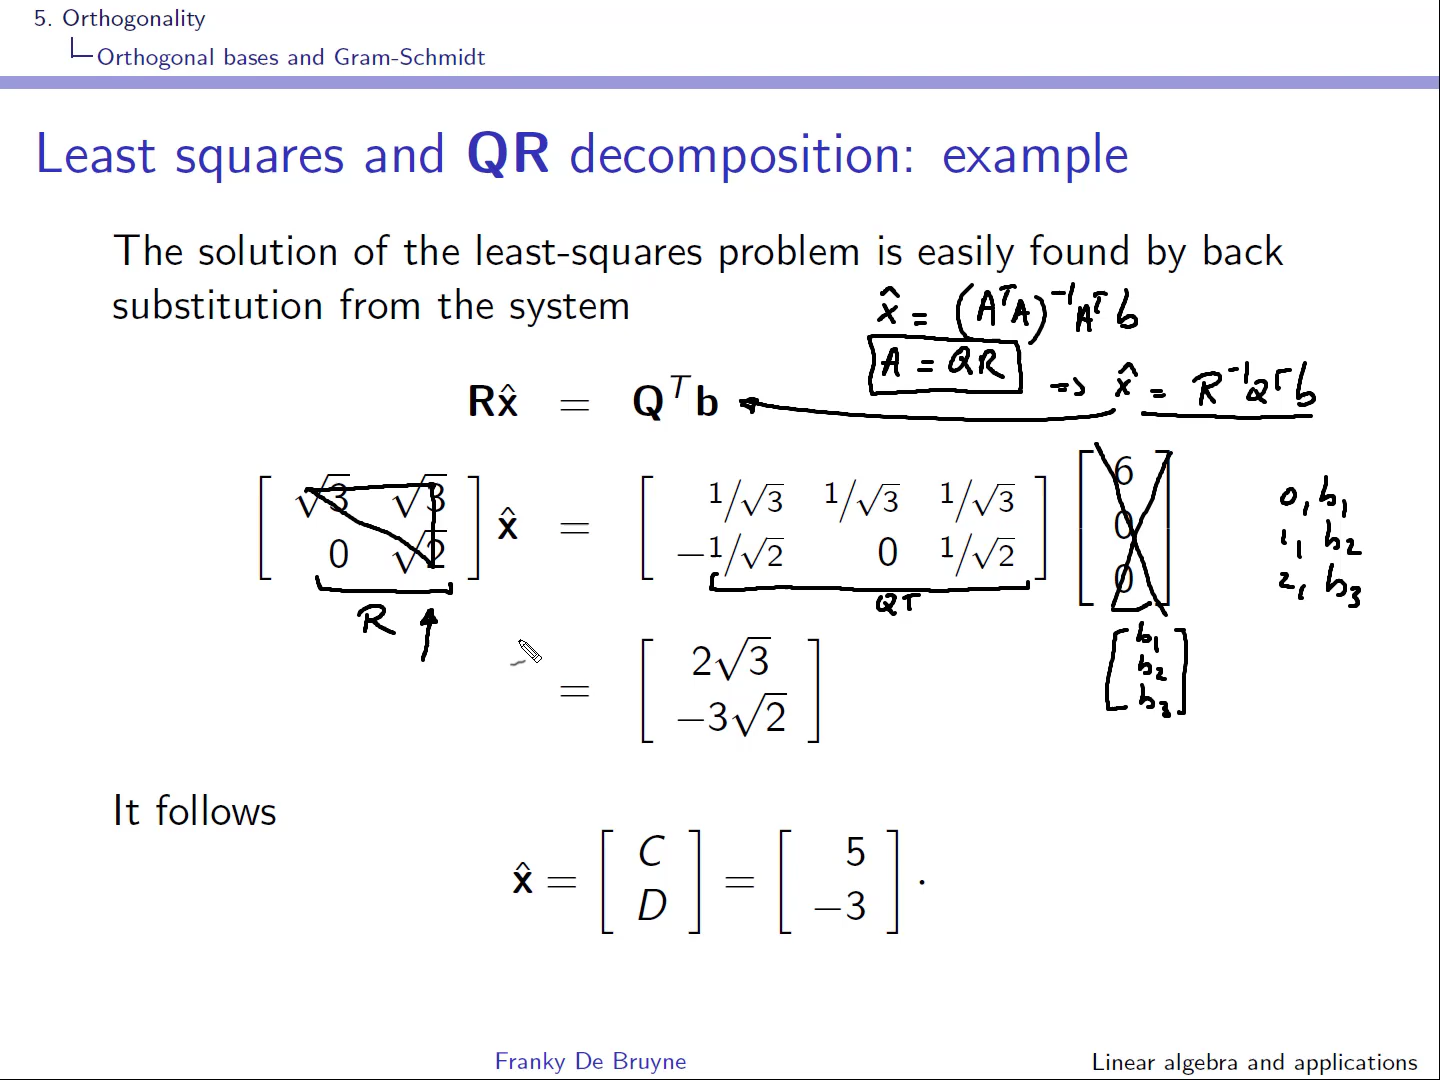 5. Orthogonality
Orthogonal bases and Gram-Schmidt
Least squares and QR decomposition: example
The solution of the least-squares problem is easily found by back
substitution from the system
x̂ = (AᵀA)⁻¹Aᵀb
A = QR
⇒ x̂ = R⁻¹Qᵀb
Rx̂ = Qᵀb
[ √3 √3 ; 0 √2 ] x̂ = [ 1/√3 1/√3 1/√3 ; −1/√2 0 1/√2 ] [ 6 ; 0 ; 0 ]
0, b₁
1, b₂
2, b₃
R
QT
[ b₁ ; b₂ ; b₃ ]
= [ 2√3 ; −3√2 ]
It follows
x̂ = [ C ; D ] = [ 5 ; −3 ] .
Franky De Bruyne
Linear algebra and applications